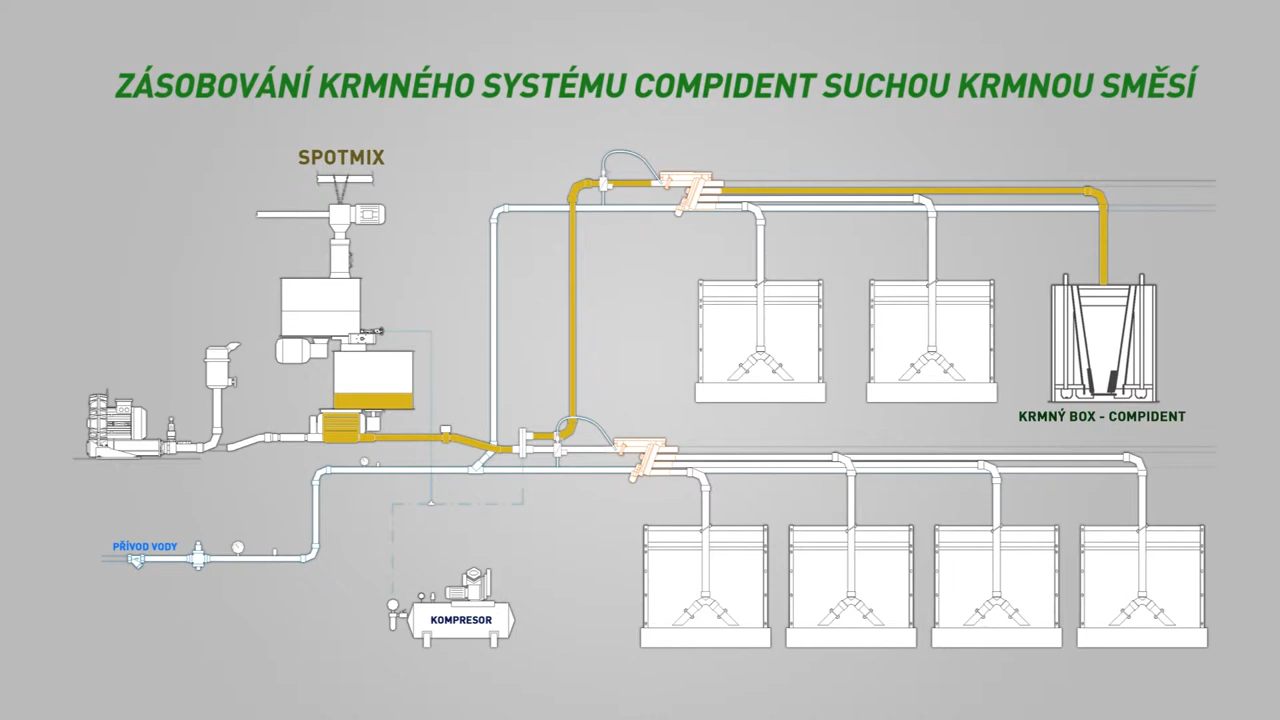 ZÁSOBOVÁNÍ KRMNÉHO SYSTÉMU COMPIDENT SUCHOU KRMNOU SMĚSÍ
SPOTMIX
KRMNÝ BOX - COMPIDENT
PŘÍVOD VODY
KOMPRESOR